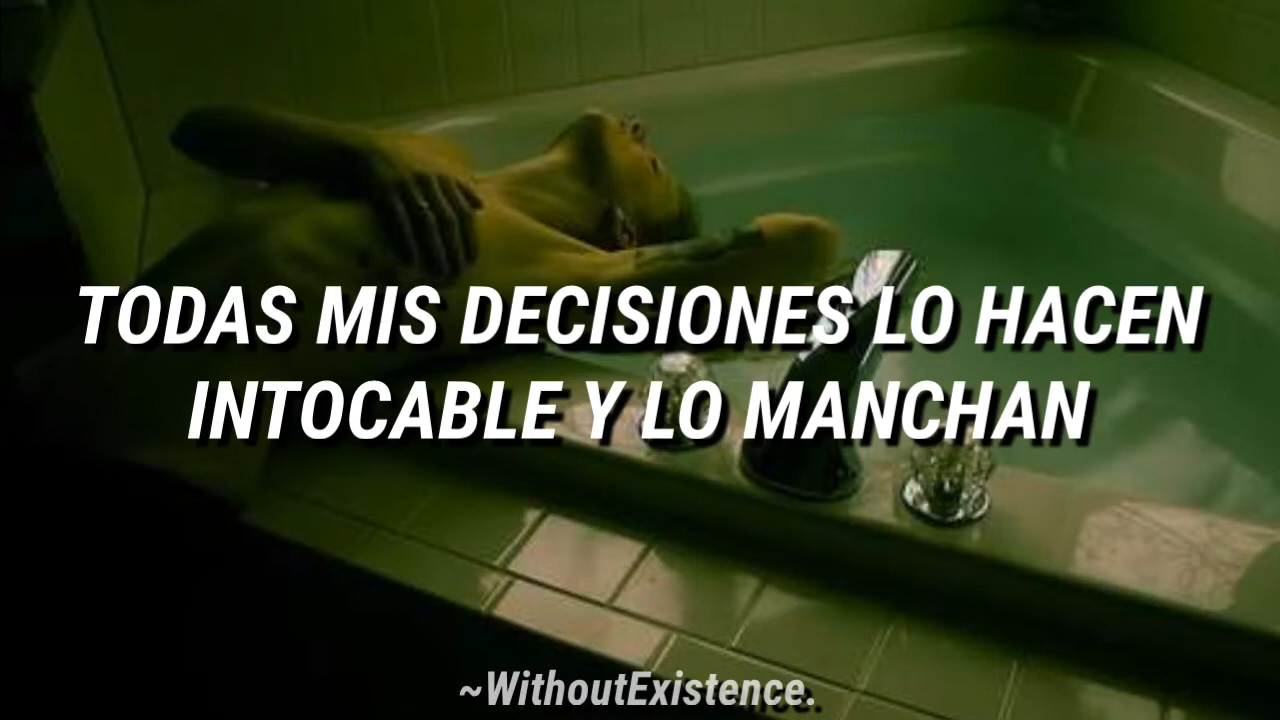 TODAS MIS DECISIONES LO HACEN
INTOCABLE Y LO MANCHAN
~WithoutExistence.